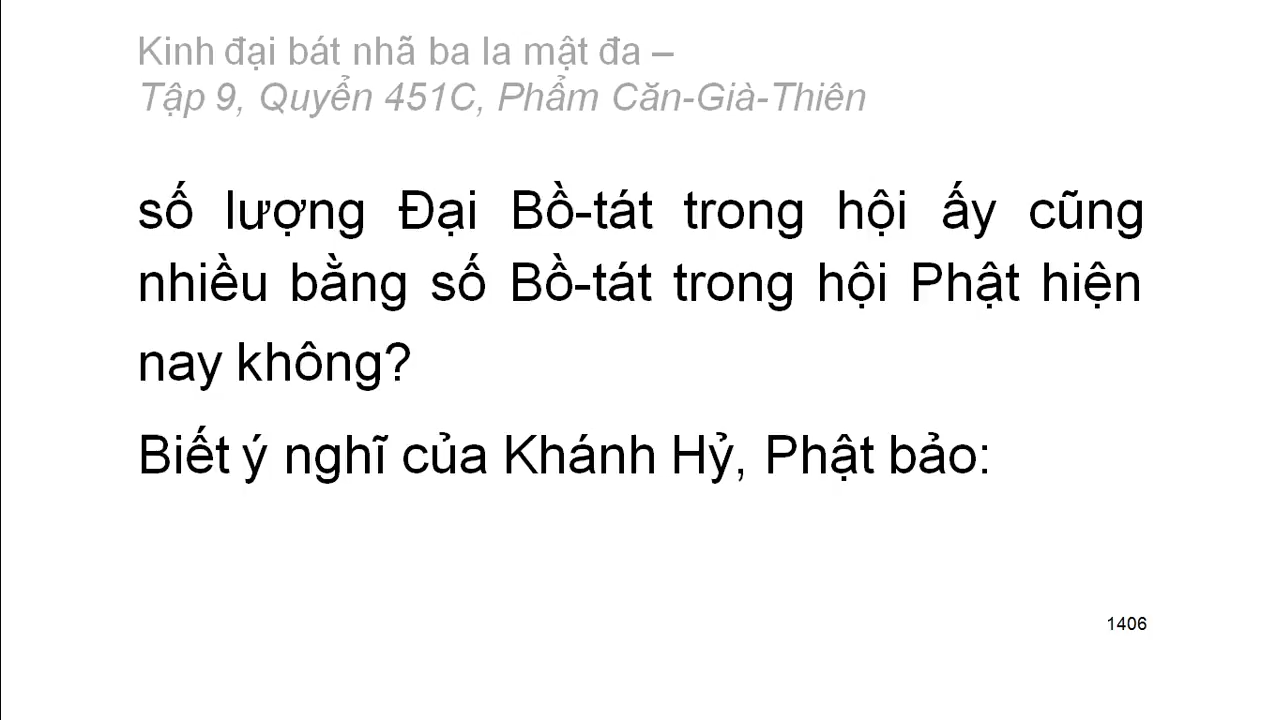 Kinh đại bát nhã ba la mật đa –
Tập 9, Quyển 451C, Phẩm Căn-Già-Thiên
số lượng Đại Bồ-tát trong hội ấy cũng
nhiều bằng số Bồ-tát trong hội Phật hiện
nay không?
Biết ý nghĩ của Khánh Hỷ, Phật bảo:
1406